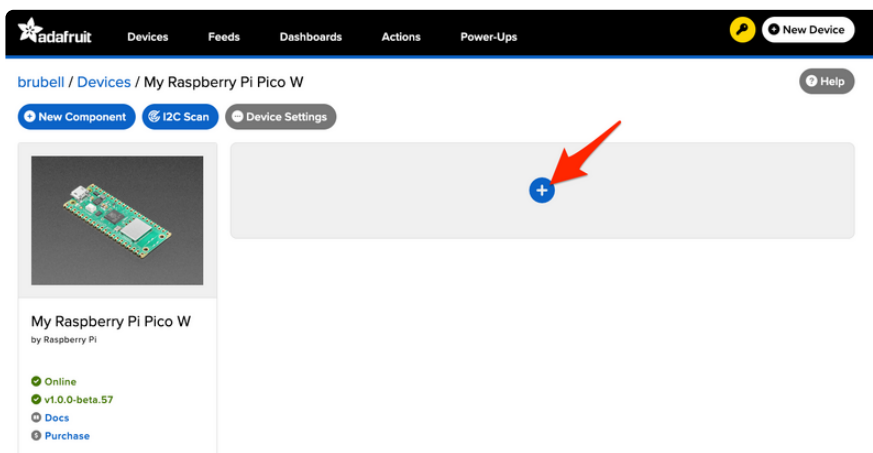 adafruit Devices Feeds Dashboards Actions Power-Ups New Device
brubell / Devices / My Raspberry Pi Pico W Help
New Component I2C Scan Device Settings
My Raspberry Pi Pico W
by Raspberry Pi
Online
v1.0.0-beta.57
Docs
Purchase